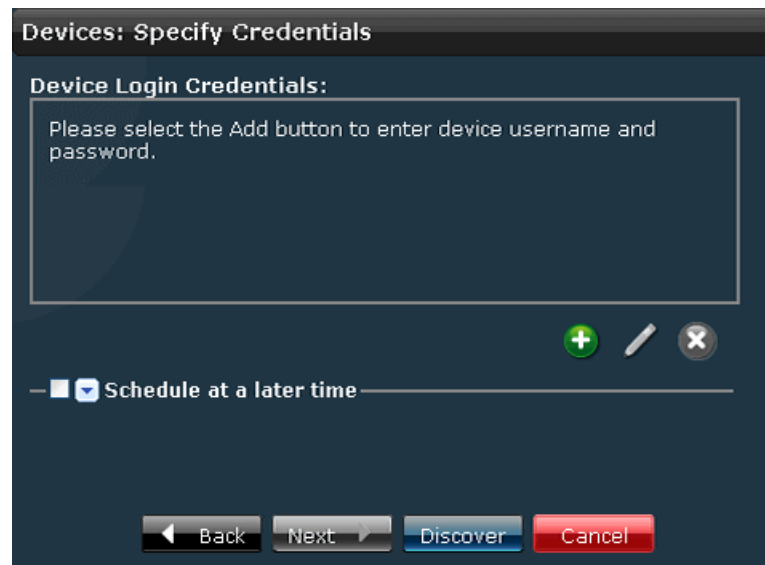 Devices: Specify Credentials
Device Login Credentials:
Please select the Add button to enter device username and
password.
Schedule at a later time
Back Next Discover Cancel